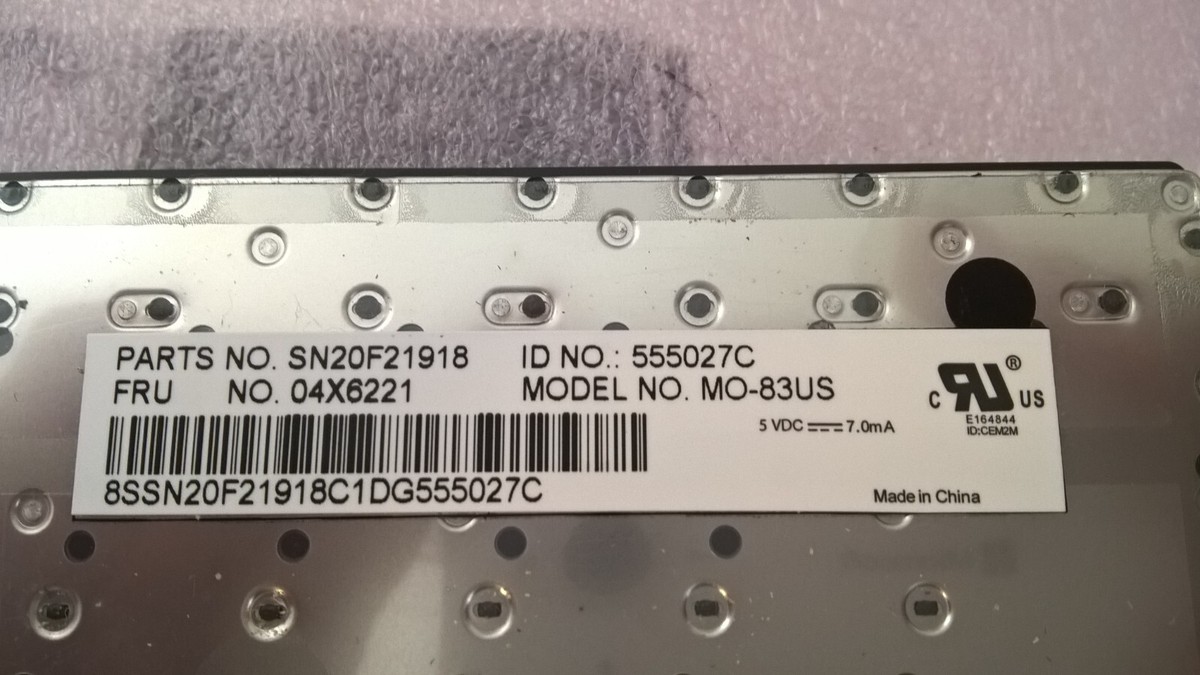 PARTS NO. SN20F21918 ID NO.: 555027C
FRU NO. 04X6221 MODEL NO. MO-83US
5 VDC 7.0mA
8SSN20F21918C1DG555027C
C RU ® US
E164844
ID:CEM2M
Made in China